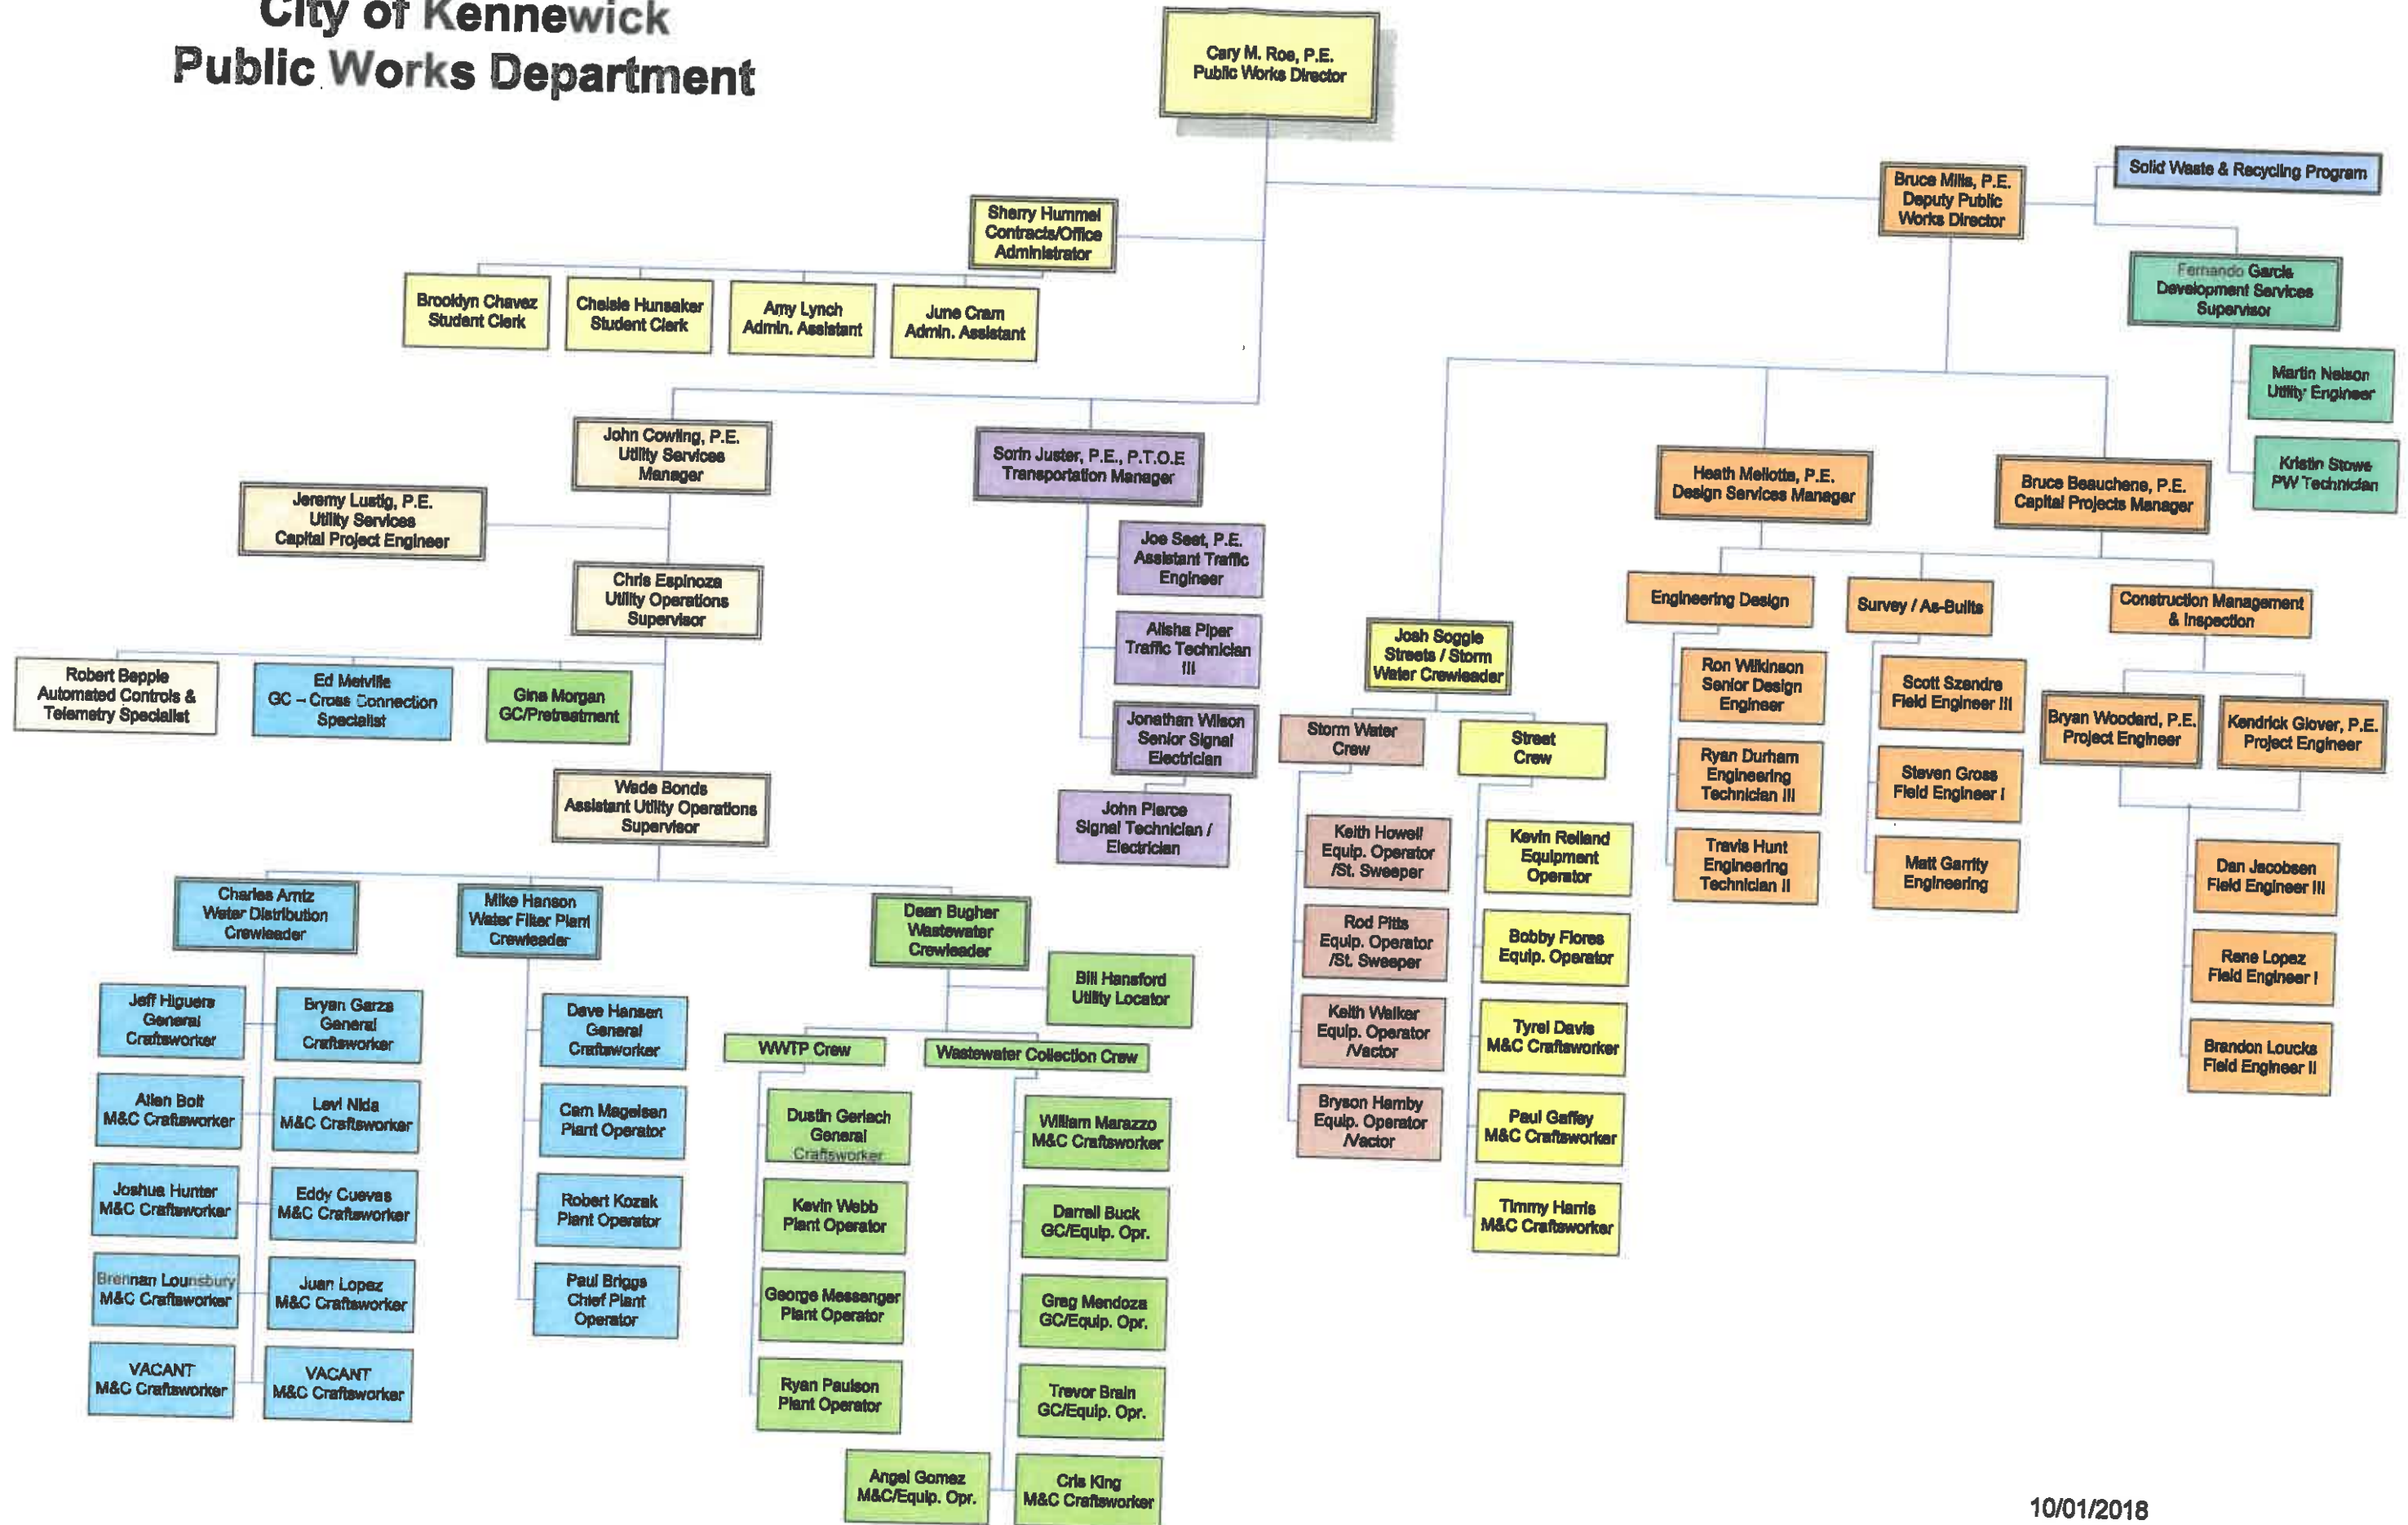 City of Kennewick
Public Works Department
Cary M. Roe, P.E.
Public Works Director
Bruce Mills, P.E.
Deputy Public
Works Director
Solid Waste & Recycling Program
Sherry Hummel
Contracts/Office
Administrator
Fernando Garcia
Development Services
Supervisor
Brooklyn Chavez
Student Clerk
Chelsie Hunsaker
Student Clerk
Amy Lynch
Admin. Assistant
June Cram
Admin. Assistant
Martin Nelson
Utility Engineer
Kristin Stowe
PW Technician
John Cowling, P.E.
Utility Services
Manager
Sorin Juster, P.E., P.T.O.E
Transportation Manager
Heath Mellotte, P.E.
Design Services Manager
Bruce Beauchene, P.E.
Capital Projects Manager
Jeremy Lustig, P.E.
Utility Services
Capital Project Engineer
Joe Seet, P.E.
Assistant Traffic
Engineer
Chris Espinoza
Utility Operations
Supervisor
Alisha Piper
Traffic Technician
III
Jonathan Wilson
Senior Signal
Electrician
John Pierce
Signal Technician /
Electrician
Robert Bepple
Automated Controls &
Telemetry Specialist
Ed Melville
GC – Cross Connection
Specialist
Gina Morgan
GC/Pretreatment
Wade Bonds
Assistant Utility Operations
Supervisor
Josh Soggie
Streets / Storm
Water Crewleader
Engineering Design
Survey / As-Builts
Construction Management
& Inspection
Storm Water
Crew
Street
Crew
Ron Wilkinson
Senior Design
Engineer
Ryan Durham
Engineering
Technician III
Travis Hunt
Engineering
Technician II
Scott Szendre
Field Engineer III
Steven Gross
Field Engineer I
Matt Garrity
Engineering
Bryan Woodard, P.E.
Project Engineer
Kendrick Glover, P.E.
Project Engineer
Dan Jacobsen
Field Engineer III
Rene Lopez
Field Engineer I
Brandon Loucks
Field Engineer II
Keith Howell
Equip. Operator
/St. Sweeper
Rod Pitts
Equip. Operator
/St. Sweeper
Keith Walker
Equip. Operator
/Vactor
Bryson Hamby
Equip. Operator
/Vactor
Kevin Relland
Equipment
Operator
Bobby Flores
Equip. Operator
Tyrel Davis
M&C Craftsworker
Paul Gaffey
M&C Craftsworker
Timmy Harris
M&C Craftsworker
Charles Arntz
Water Distribution
Crewleader
Mike Hanson
Water Filter Plant
Crewleader
Dean Bugher
Wastewater
Crewleader
Bill Hansford
Utility Locator
Jeff Higuera
General
Craftsworker
Bryan Garza
General
Craftsworker
Allen Bolt
M&C Craftsworker
Levi Nida
M&C Craftsworker
Joshua Hunter
M&C Craftsworker
Eddy Cuevas
M&C Craftsworker
Brennan Lounsbury
M&C Craftsworker
Juan Lopez
M&C Craftsworker
VACANT
M&C Craftsworker
VACANT
M&C Craftsworker
Dave Hansen
General
Craftsworker
Cam Magelsen
Plant Operator
Robert Kozak
Plant Operator
Paul Briggs
Chief Plant
Operator
WWTP Crew
Wastewater Collection Crew
Dustin Gerlach
General
Craftsworker
Kevin Webb
Plant Operator
George Messenger
Plant Operator
Ryan Paulson
Plant Operator
William Marazzo
M&C Craftsworker
Darrell Buck
GC/Equip. Opr.
Greg Mendoza
GC/Equip. Opr.
Trevor Brain
GC/Equip. Opr.
Angel Gomez
M&C/Equip. Opr.
Cris King
M&C Craftsworker
10/01/2018